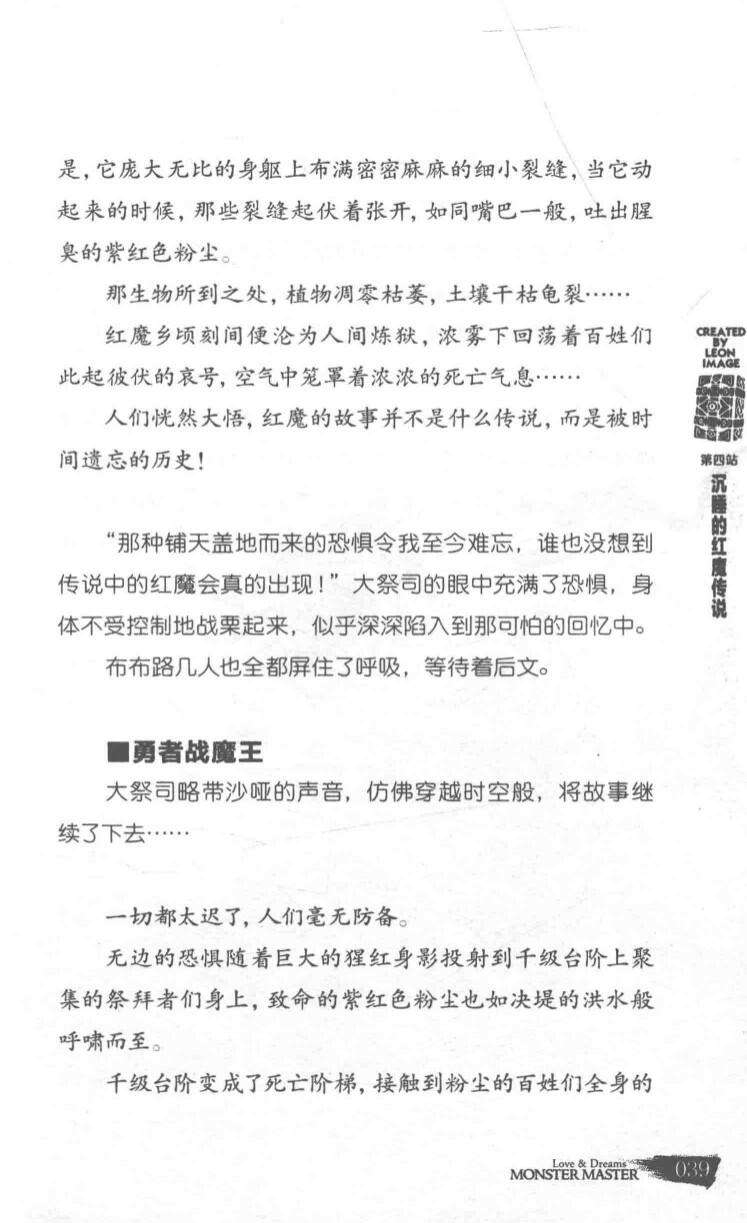 是，它庞大无比的身躯上布满密密麻麻的细小裂缝，当它动
起来的时候，那些裂缝起伏着张开，如同嘴巴一般，吐出腥
臭的紫红色粉尘。
那生物所到之处，植物凋零枯萎，土壤干枯龟裂……
红魔乡顷刻间便沦为人间炼狱，浓雾下回荡着百姓们
此起彼伏的哀号，空气中笼罩着浓浓的死亡气息……
人们恍然大悟，红魔的故事并不是什么传说，而是被时
间遗忘的历史！
“那种铺天盖地而来的恐惧令我至今难忘，谁也没想到
传说中的红魔会真的出现！”大祭司的眼中充满了恐惧，身
体不受控制地战栗起来，似乎深深陷入到那可怕的回忆中。
布布路几人也全都屏住了呼吸，等待着后文。
■勇者战魔王
大祭司略带沙哑的声音，仿佛穿越时空般，将故事继
续了下去……
一切都太迟了，人们毫无防备。
无边的恐惧随着巨大的猩红身影投射到千级台阶上聚
集的祭拜者们身上，致命的紫红色粉尘也如决堤的洪水般
呼啸而至。
千级台阶变成了死亡阶梯，接触到粉尘的百姓们全身的
CREATED
BY
LEON
IMAGE
第四站
沉睡的红魔传说
Love & Dreams
MONSTER MASTER
039